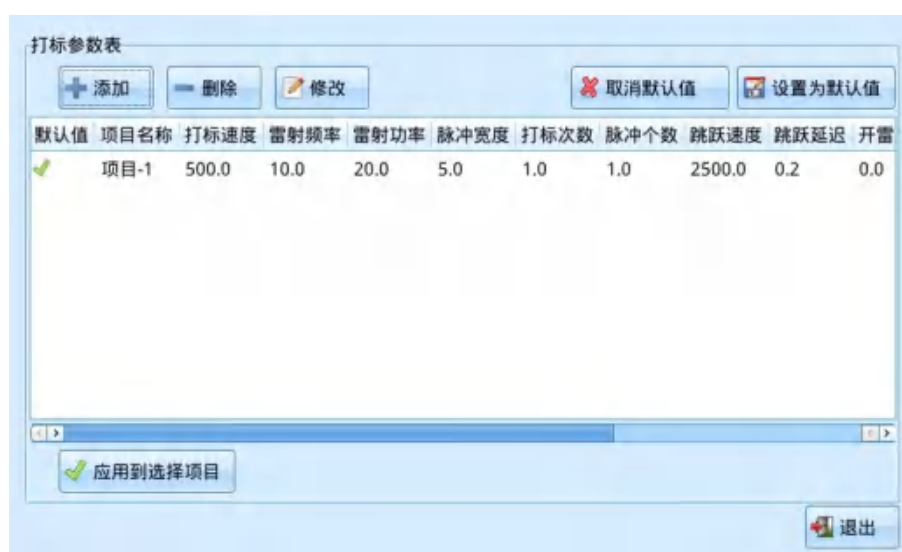 打标参数表
添加 删除 修改 取消默认值 设置为默认值
默认值 项目名称 打标速度 雷射频率 雷射功率 脉冲宽度 打标次数 脉冲个数 跳跃速度 跳跃延迟 开雷
项目-1 500.0 10.0 20.0 5.0 1.0 1.0 2500.0 0.2 0.0
应用到选择项目
退出